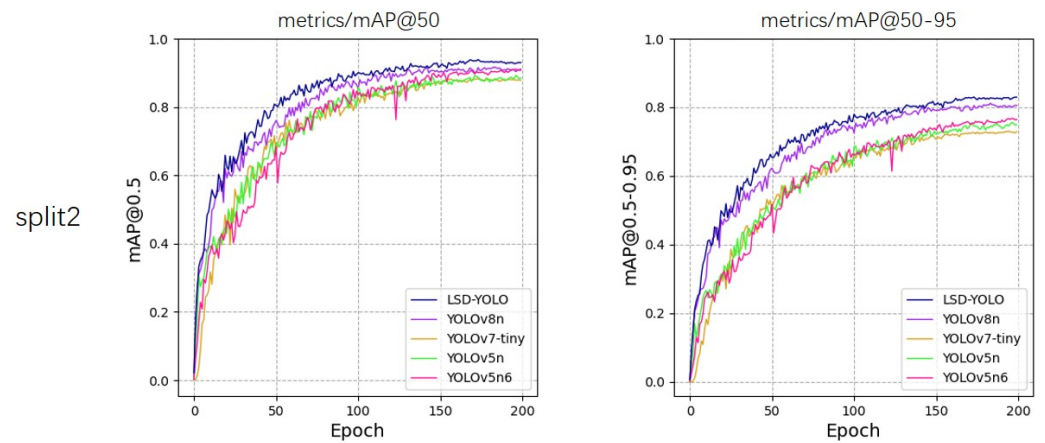 metrics/mAP@50
metrics/mAP@50-95
split2
mAP@0.5
1.0
0.8
0.6
0.4
0.2
0.0
0
50
100
150
200
Epoch
LSD-YOLO
YOLOv8n
YOLOv7-tiny
YOLOv5n
YOLOv5n6
mAP@0.5-0.95
1.0
0.8
0.6
0.4
0.2
0.0
0
50
100
150
200
Epoch
LSD-YOLO
YOLOv8n
YOLOv7-tiny
YOLOv5n
YOLOv5n6